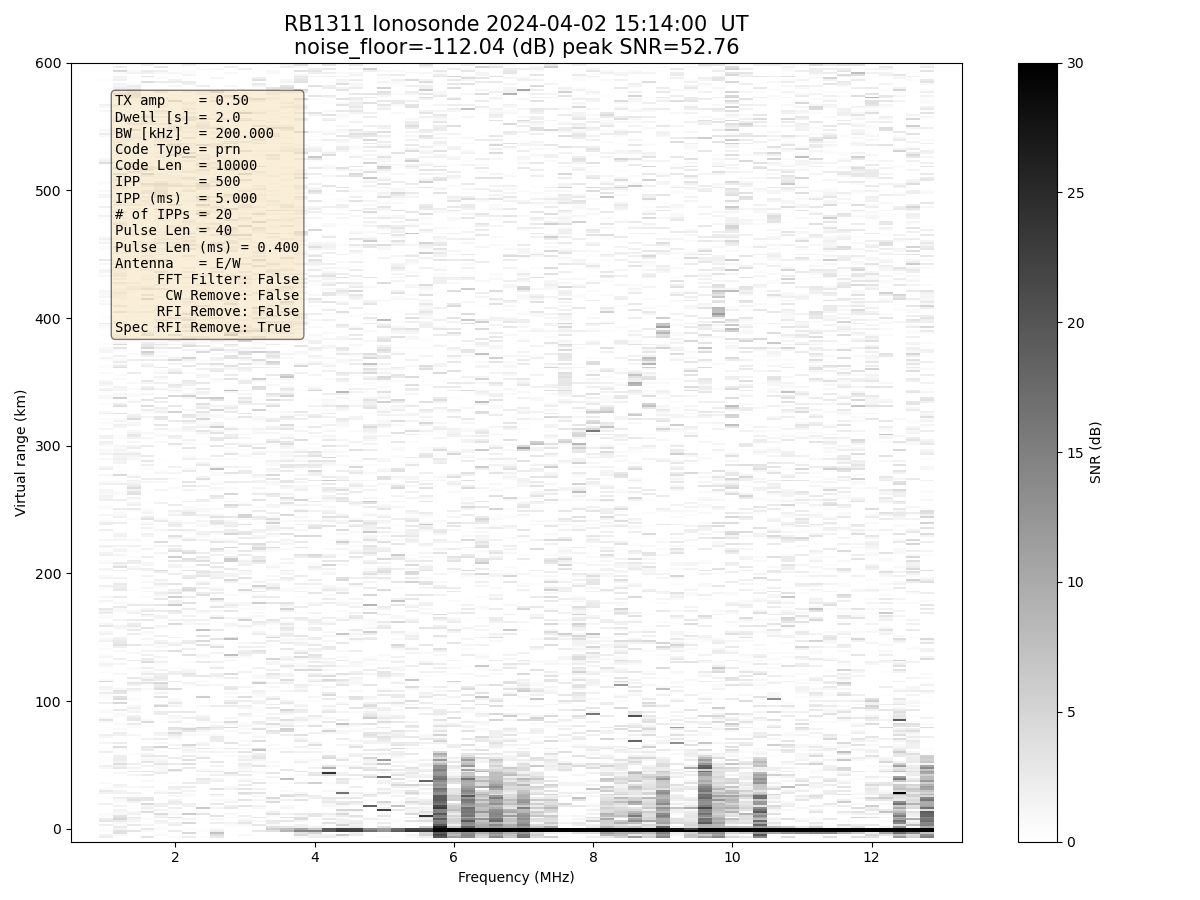 RB1311 Ionosonde 2024-04-02 15:14:00  UT
noise_floor=-112.04 (dB) peak SNR=52.76
TX amp    = 0.50
Dwell [s] = 2.0
BW [kHz]  = 200.000
Code Type = prn
Code Len  = 10000
IPP       = 500
IPP (ms)  = 5.000
# of IPPs = 20
Pulse Len = 40
Pulse Len (ms) = 0.400
Antenna   = E/W
FFT Filter: False
CW Remove: False
RFI Remove: False
Spec RFI Remove: True
600
500
400
300
200
100
0
Virtual range (km)
2
4
6
8
10
12
Frequency (MHz)
30
25
20
15
10
5
0
SNR (dB)